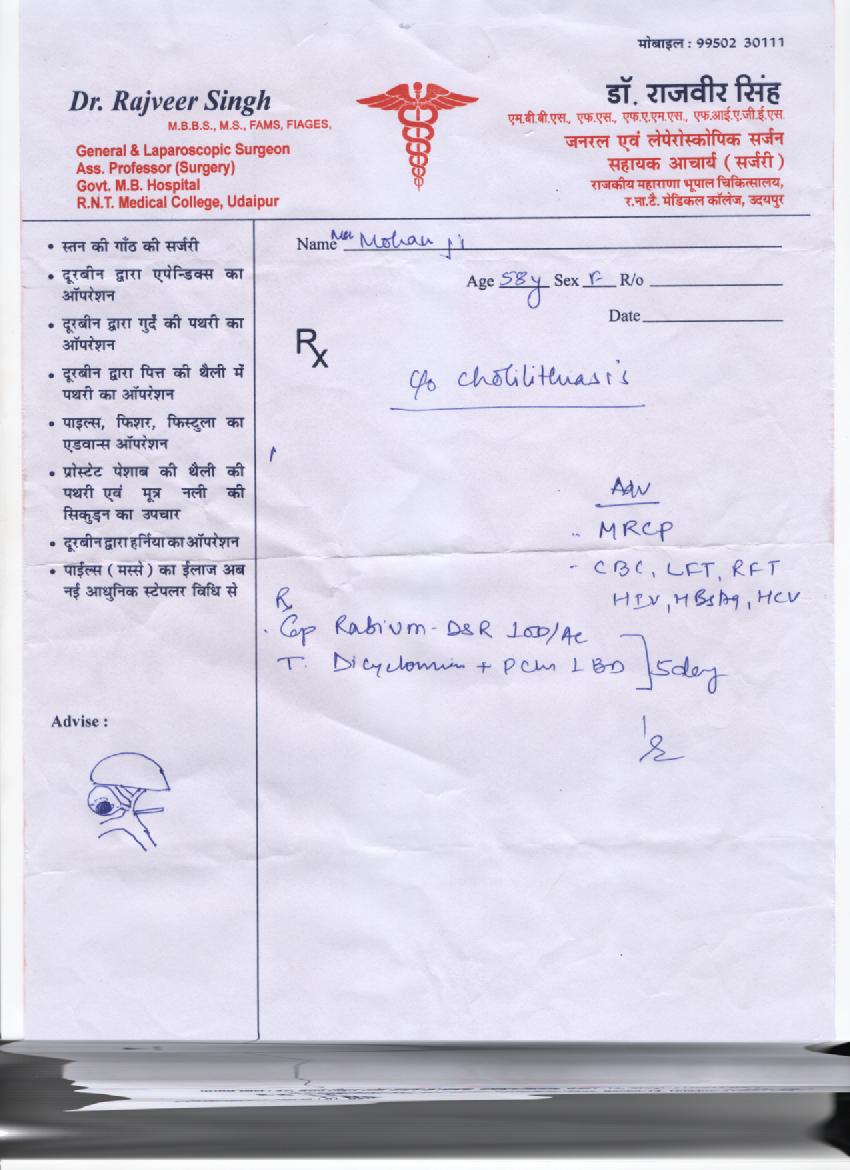 मोबाइल : 99502 30111
Dr. Rajveer Singh
M.B.B.S., M.S., FAMS, FIAGES,
General & Laparoscopic Surgeon
Ass. Professor (Surgery)
Govt. M.B. Hospital
R.N.T. Medical College, Udaipur
डॉ. राजवीर सिंह
एम.बी.बी.एस., एफ.एस., एफ.ए.एम.एस., एफ.आई.ए.जी.ई.एस.
जनरल एवं लेपेरोस्कोपिक सर्जन
सहायक आचार्य ( सर्जरी )
राजकीय महाराणा भूपाल चिकित्सालय,
र.ना.टै. मेडिकल कॉलेज, उदयपुर
• स्तन की गाँठ की सर्जरी
• दूरबीन द्वारा एपेन्डिक्स का
ऑपरेशन
• दूरबीन द्वारा गुर्दे की पथरी का
ऑपरेशन
• दूरबीन द्वारा पित्त की थैली में
पथरी का ऑपरेशन
• पाइल्स, फिशर, फिस्टुला का
एडवान्स ऑपरेशन
• प्रोस्टेट पेशाब की थैली की
पथरी एवं मूत्र नली की
सिकुड़न का उपचार
• दूरबीन द्वारा हर्निया का ऑपरेशन
• पाईल्स ( मस्से ) का ईलाज अब
नई आधुनिक स्टेपलर विधि से
Advise :
Name Mohan ji
Age 58y Sex F R/o
Date
Rx
c/o Cholilithiasis
Adv
- MRCP
- CBC, LFT, RFT
HIV, HBsAg, HCV
Rx
Cap Rabium-DSR 1OD/AC
T. Dicyclomin + PCM 1 BD ] 5day